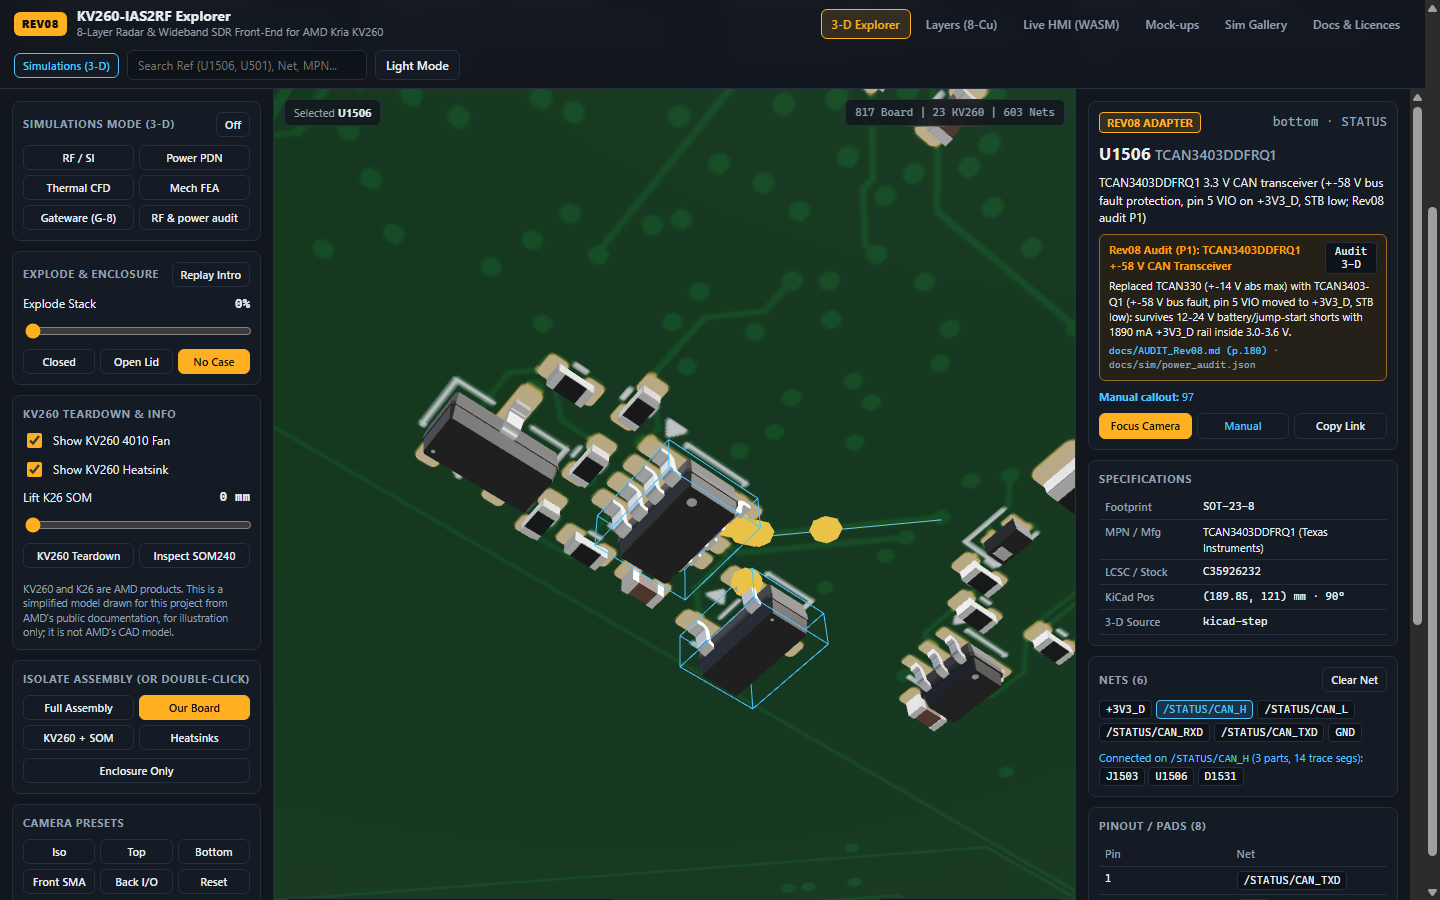 REV08
KV260-IAS2RF Explorer
8-Layer Radar & Wideband SDR Front-End for AMD Kria KV260
3-D Explorer
Layers (8-Cu)
Live HMI (WASM)
Mock-ups
Sim Gallery
Docs & Licences
Simulations (3-D)
Search Ref (U1506, U501), Net, MPN...
Light Mode
SIMULATIONS MODE (3-D)
Off
RF / SI
Power PDN
Thermal CFD
Mech FEA
Gateware (G-8)
RF & power audit
EXPLODE & ENCLOSURE
Replay Intro
Explode Stack
0%
Closed
Open Lid
No Case
KV260 TEARDOWN & INFO
Show KV260 4010 Fan
Show KV260 Heatsink
Lift K26 SOM
0 mm
KV260 Teardown
Inspect SOM240
KV260 and K26 are AMD products. This is a
simplified model drawn for this project from
AMD's public documentation, for illustration
only; it is not AMD's CAD model.
ISOLATE ASSEMBLY (OR DOUBLE-CLICK)
Full Assembly
Our Board
KV260 + SOM
Heatsinks
Enclosure Only
CAMERA PRESETS
Iso
Top
Bottom
Front SMA
Back I/O
Reset
Selected U1506
817 Board | 23 KV260 | 603 Nets
REV08 ADAPTER
bottom · STATUS
U1506 TCAN3403DDFRQ1
TCAN3403DDFRQ1 3.3 V CAN transceiver (+-58 V bus
fault protection, pin 5 VIO on +3V3_D, STB low; Rev08
audit P1)
Rev08 Audit (P1): TCAN3403DDFRQ1
+-58 V CAN Transceiver
Audit
3-D
Replaced TCAN330 (+-14 V abs max) with TCAN3403-
Q1 (+-58 V bus fault, pin 5 VIO moved to +3V3_D, STB
low): survives 12-24 V battery/jump-start shorts with
1890 mA +3V3_D rail inside 3.0-3.6 V.
docs/AUDIT_Rev08.md (p.180) ·
docs/sim/power_audit.json
Manual callout: 97
Focus Camera
Manual
Copy Link
SPECIFICATIONS
Footprint
SOT-23-8
MPN / Mfg
TCAN3403DDFRQ1 (Texas
Instruments)
LCSC / Stock
C35926232
KiCad Pos
(189.85, 121) mm · 90°
3-D Source
kicad-step
NETS (6)
Clear Net
+3V3_D
/STATUS/CAN_H
/STATUS/CAN_L
/STATUS/CAN_RXD
/STATUS/CAN_TXD
GND
Connected on /STATUS/CAN_H (3 parts, 14 trace segs):
J1503
U1506
D1531
PINOUT / PADS (8)
Pin
Net
1
/STATUS/CAN_TXD